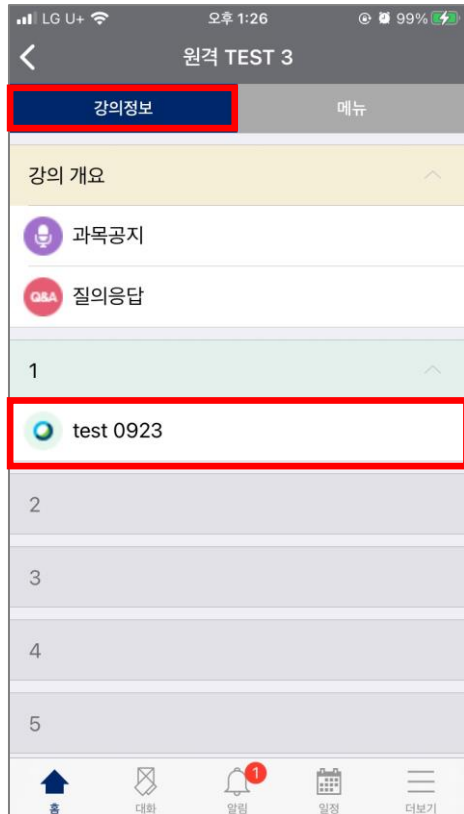 LG U+ 오후 1:26 99%
원격 TEST 3
강의정보 메뉴
강의 개요
과목공지
Q&A 질의응답
1
test 0923
2
3
4
5
1
홈 대화 알림 일정 더보기